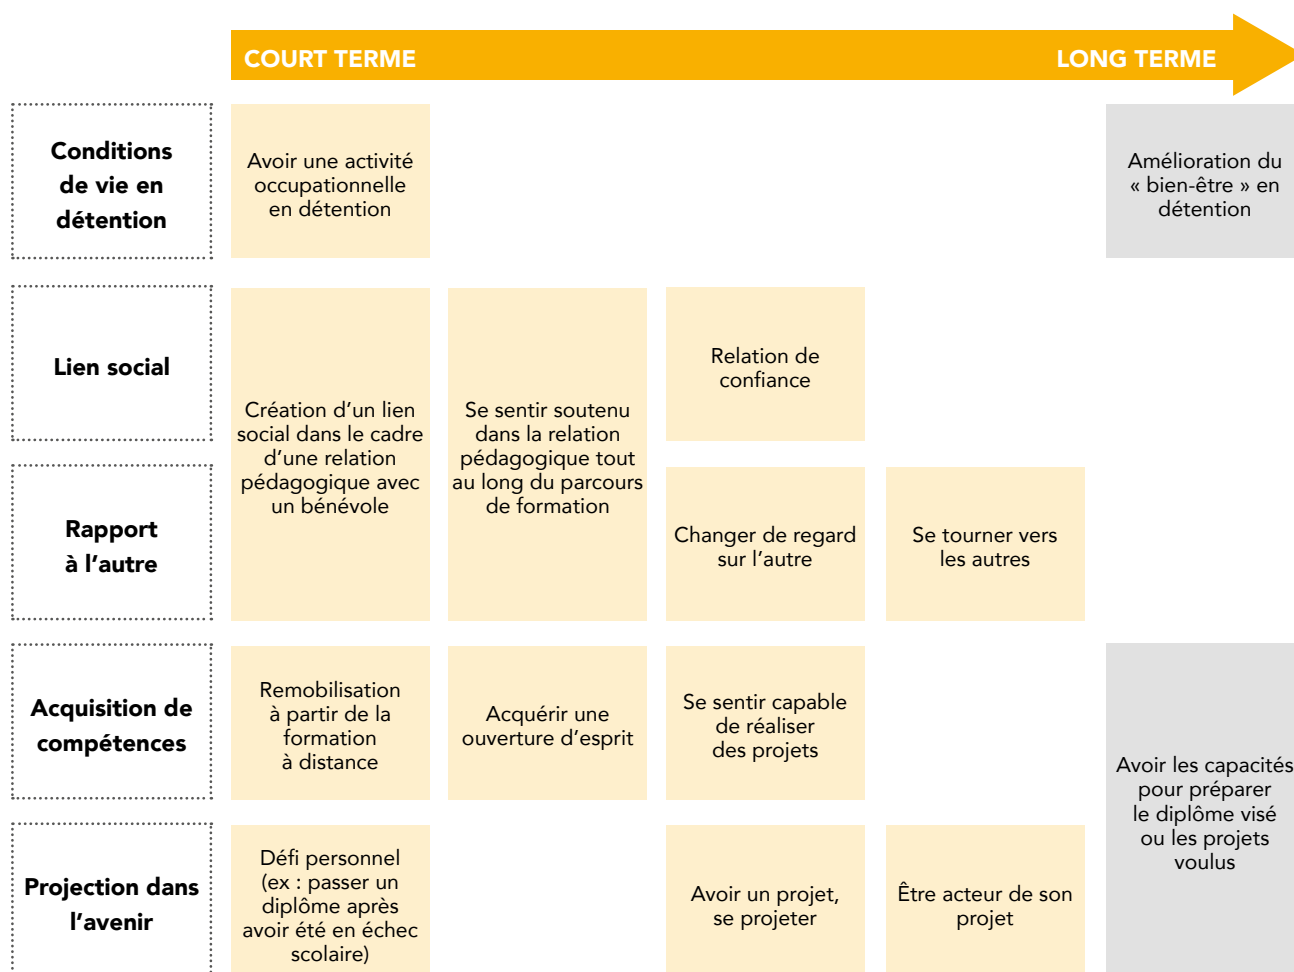 COURT TERME
LONG TERME
Conditions
de vie en
détention
Avoir une activité
occupationnelle
en détention
Amélioration du
« bien-être » en
détention
Lien social
Création d’un lien
social dans le cadre
d’une relation
pédagogique avec
un bénévole
Se sentir soutenu
dans la relation
pédagogique tout
au long du parcours
de formation
Relation de
confiance
Rapport
à l’autre
Changer de regard
sur l’autre
Se tourner vers
les autres
Acquisition de
compétences
Remobilisation
à partir de la
formation
à distance
Acquérir une
ouverture d’esprit
Se sentir capable
de réaliser
des projets
Avoir les capacités
pour préparer
le diplôme visé
ou les projets
voulus
Projection dans
l’avenir
Défi personnel
(ex : passer un
diplôme après
avoir été en échec
scolaire)
Avoir un projet,
se projeter
Être acteur de son
projet